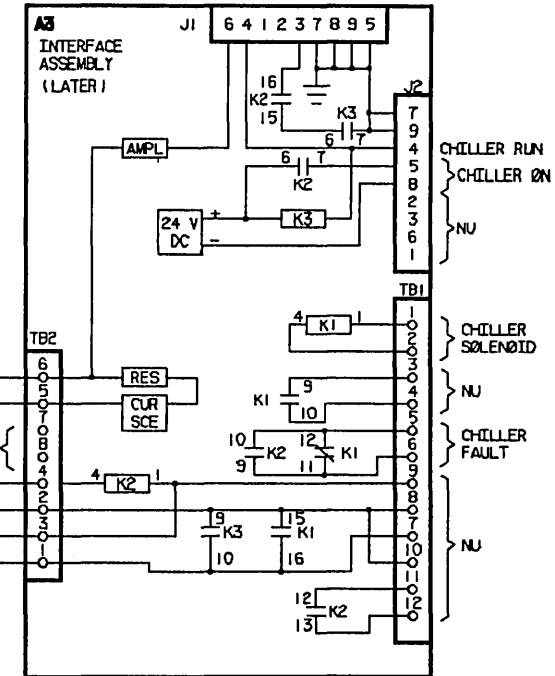 A3 J1 6 4 1 2 3 7 8 9 5
INTERFACE
ASSEMBLY
(LATER)
16
K2
15
J2
K3
6 7
7
9
4 CHILLER RUN
5
8 CHILLER ØN
2
3
6
1
NU
AMPL
6 7
K2
24 V
DC
+
-
K3
TB1
4 K1 1
1
2
CHILLER
SØLENØID
3
4
NU
9
K1
10
5
6
CHILLER
FAULT
10
K2
9
12
K1
11
9
8
7
10
11
12
NU
TB2
6
5
7
8
4
2
3
1
RES
CUR
SCE
4 K2 1
9
K3
10
15
K1
16
12
K2
13